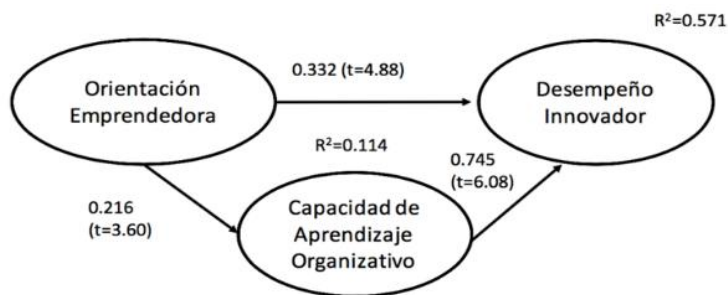 R²=0.571
Orientación
Emprendedora
0.332 (t=4.88)
Desempeño
Innovador
R²=0.114
0.745
(t=6.08)
0.216
(t=3.60)
Capacidad de
Aprendizaje
Organizativo